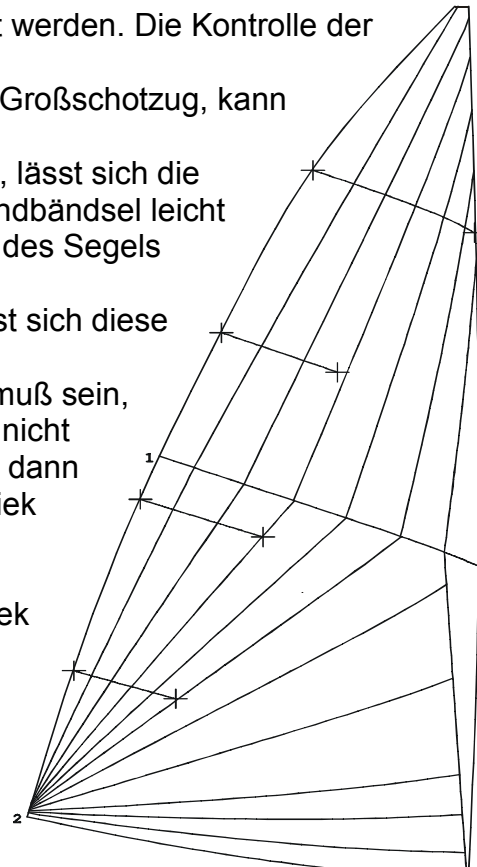 werden. Die Kontrolle der
Großschotzug, kann
, lässt sich die
ndbändsel leicht
des Segels
st sich diese
muß sein,
nicht
dann
iek
ek
1
2